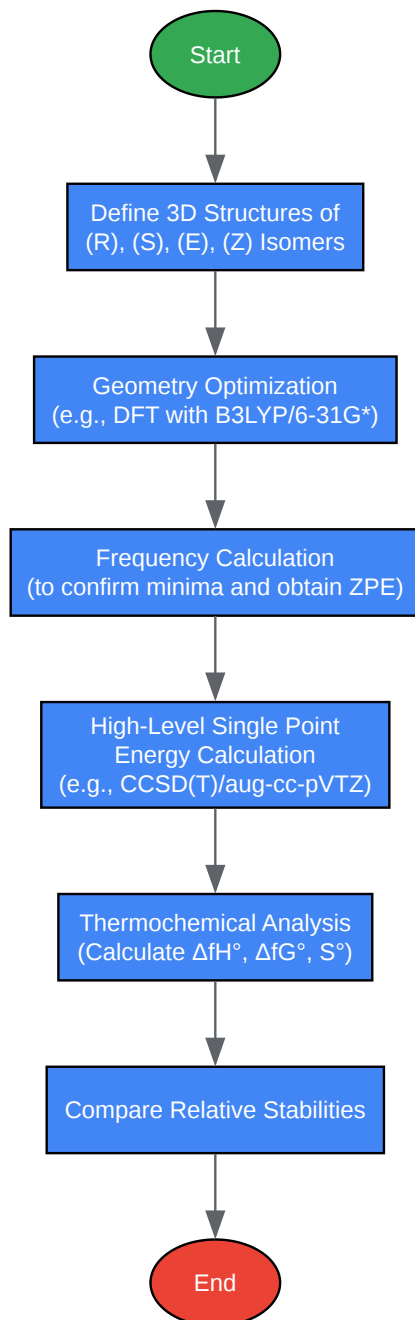 Start
Define 3D Structures of
(R), (S), (E), (Z) Isomers
Geometry Optimization
(e.g., DFT with B3LYP/6-31G*)
Frequency Calculation
(to confirm minima and obtain ZPE)
High-Level Single Point
Energy Calculation
(e.g., CCSD(T)/aug-cc-pVTZ)
Thermochemical Analysis
(Calculate ΔfH°, ΔfG°, S°)
Compare Relative Stabilities
End